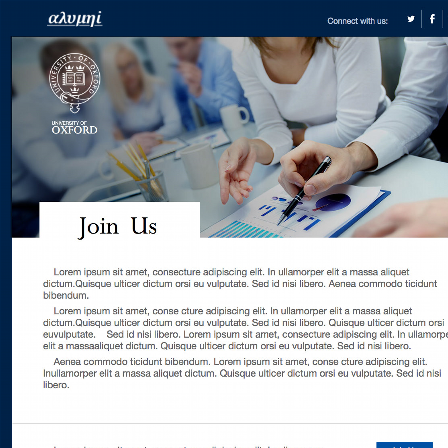 αλυμηi
Connect with us:
UNIVERSITY OF
OXFORD
Join Us
Lorem ipsum sit amet, consecture adipiscing elit. In ullamorper elit a massa aliquet
dictum.Quisque ulticer dictum orsi eu vulputate. Sed id nisi libero. Aenea commodo ticidunt
bibendum.
Lorem ipsum sit amet, conse cture adipiscing elit. In ullamorper elit a massa aliquet
dictum.Quisque ulticer dictum orsi eu vulputate. Sed id nisi libero. Quisque ulticer dictum orsi
euvulputate. Sed id nisi libero. Lorem ipsum sit amet, consecture adipiscing elit. In ullamorpe
elit a massaaliquet dictum. Quisque ulticer dictum orsi eu vulputate. Sed id nisi libero.
Aenea commodo ticidunt bibendum. Lorem ipsum sit amet, conse cture adipiscing elit.
Inullamorper elit a massa aliquet dictum. Quisque ulticer dictum orsi eu vulputate. Sed id nisi
libero.